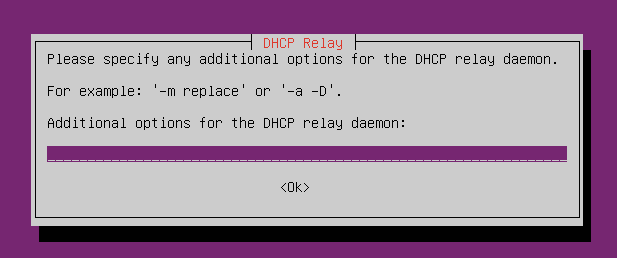 DHCP Relay
Please specify any additional options for the DHCP relay daemon.
For example: '-m replace' or '-a -D'.
Additional options for the DHCP relay daemon:
<Ok>